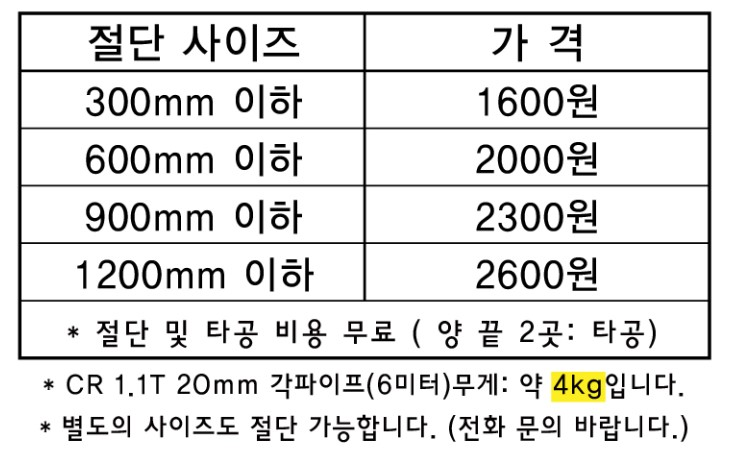 절단 사이즈 가 격
300mm 이하 1600원
600mm 이하 2000원
900mm 이하 2300원
1200mm 이하 2600원
* 절단 및 타공 비용 무료 ( 양 끝 2곳: 타공)
* CR 1.1T 20mm 각파이프(6미터)무게: 약 4kg입니다.
* 별도의 사이즈도 절단 가능합니다. (전화 문의 바랍니다.)